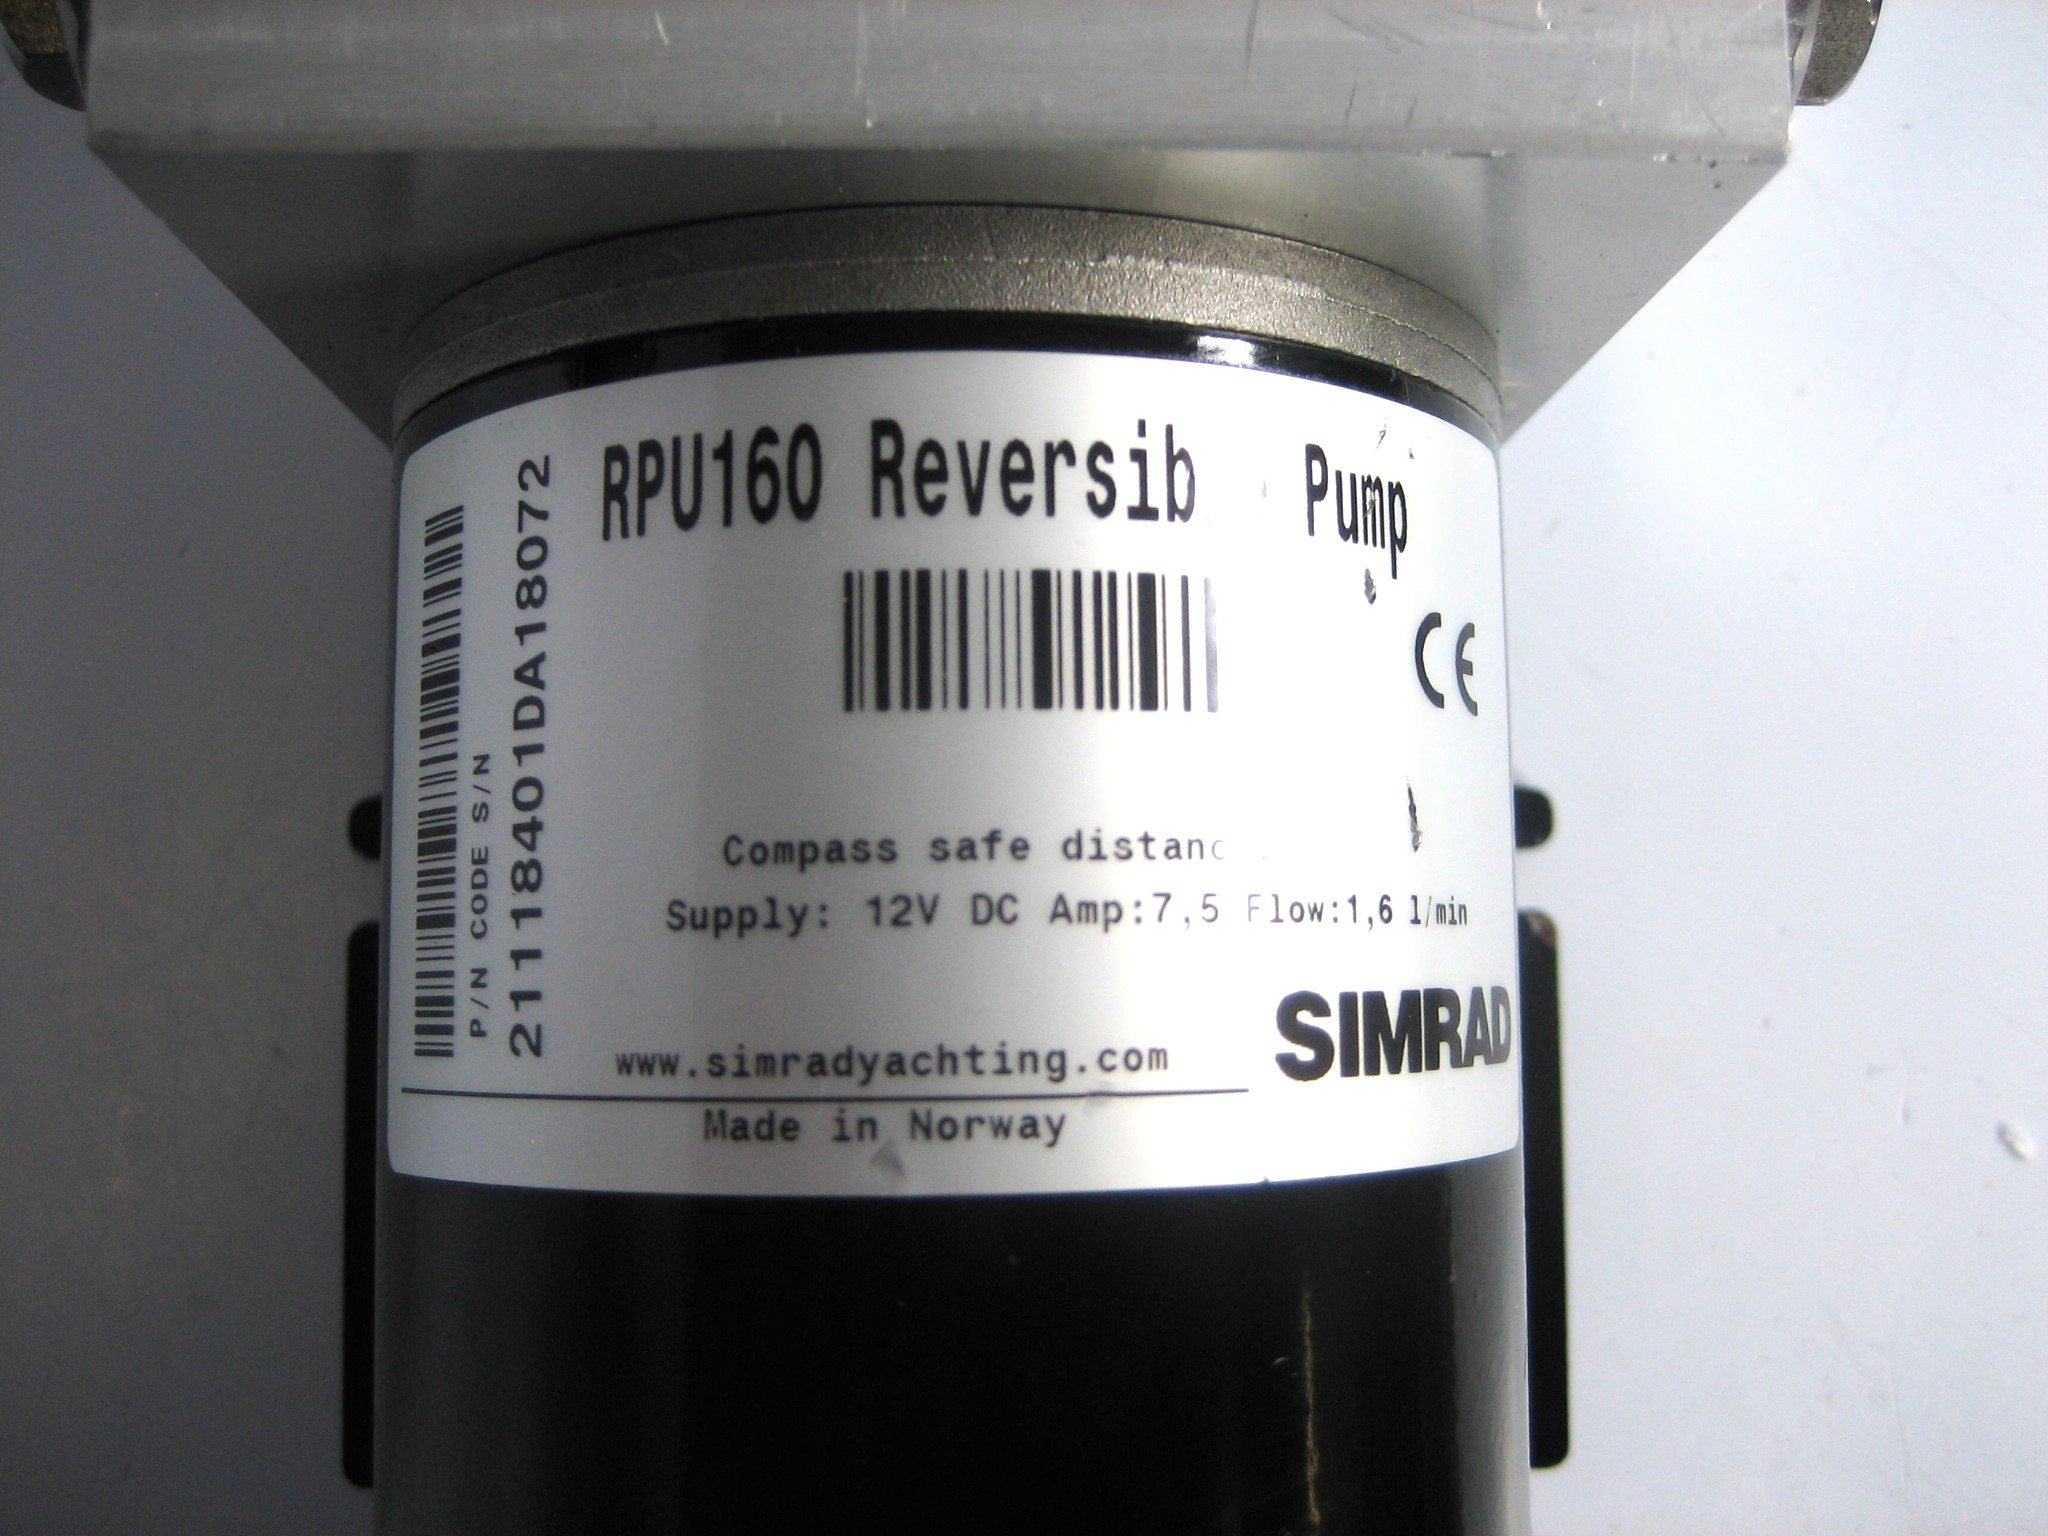 RPU160 Reversib Pump
CE
Compass safe distanc
Supply: 12V DC Amp:7,5 Flow:1,6 l/min
SIMRAD
www.simradyachting.com
Made in Norway
P/N CODE S/N
21118401DA18072